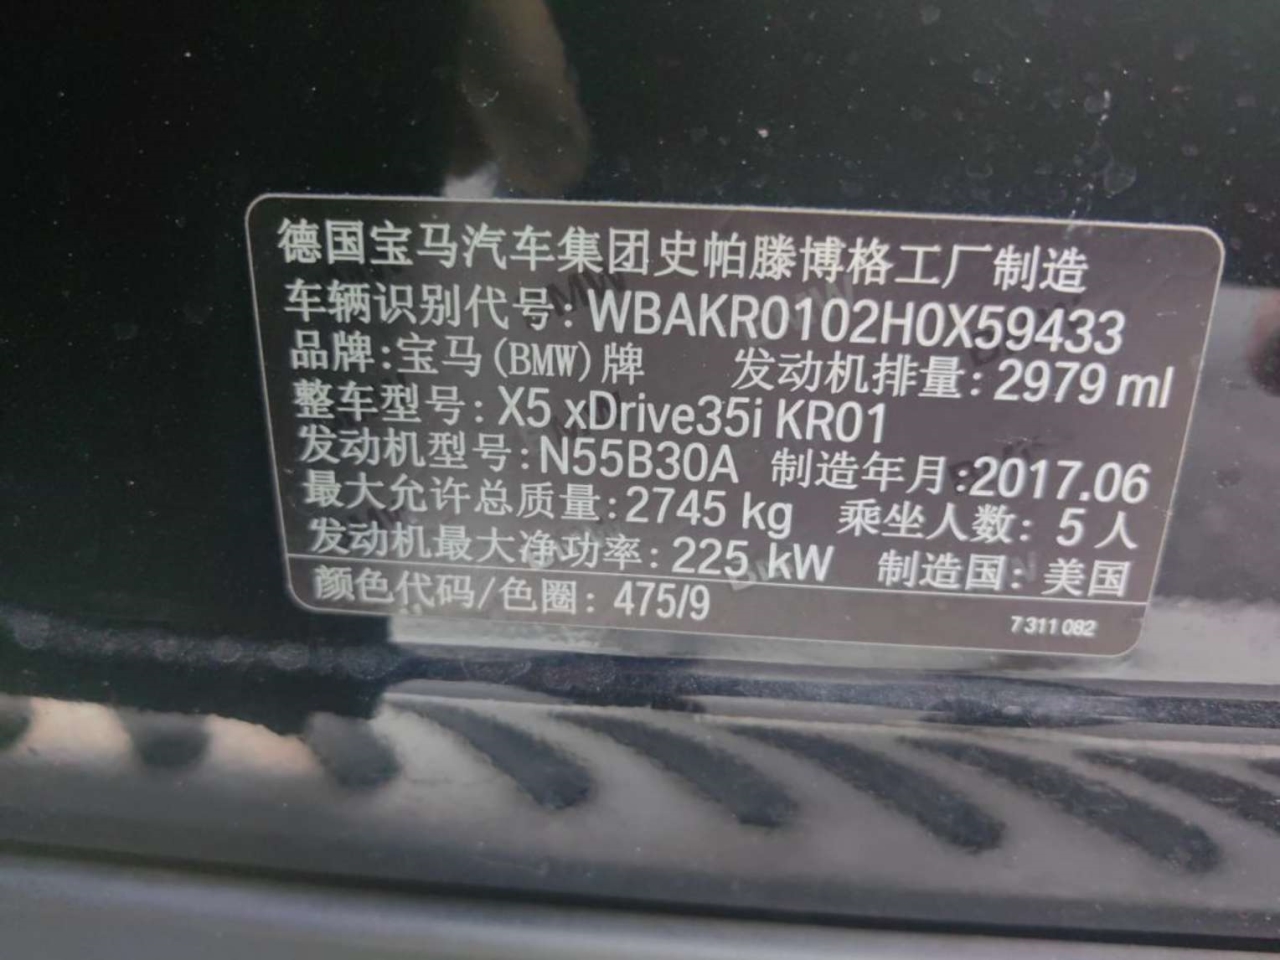 德国宝马汽车集团史帕滕博格工厂制造
车辆识别代号: WBAKR0102H0X59433
品牌: 宝马(BMW)牌 发动机排量: 2979 ml
整车型号: X5 xDrive35i KR01
发动机型号: N55B30A 制造年月: 2017.06
最大允许总质量: 2745 kg 乘坐人数: 5 人
发动机最大净功率: 225 kW 制造国: 美国
颜色代码/色圈: 475/9 7 311 082